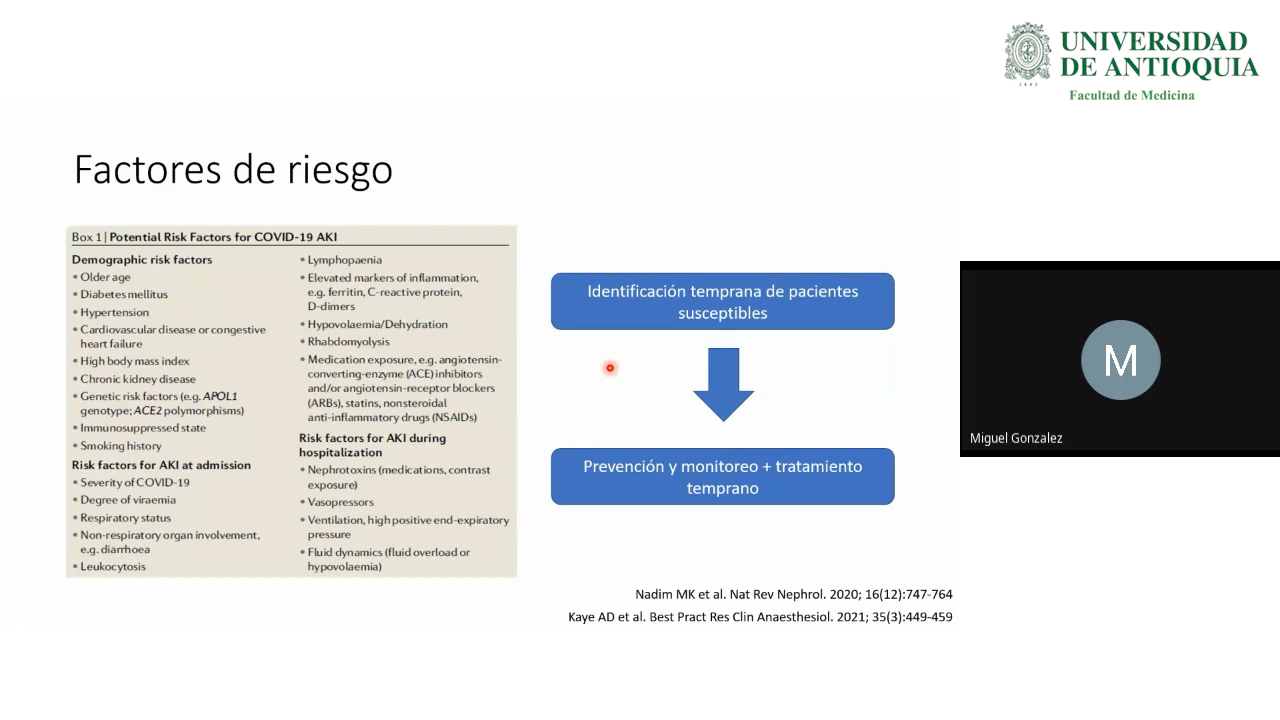 UNIVERSIDAD
DE ANTIOQUIA
1803
Facultad de Medicina
Factores de riesgo
Box 1 | Potential Risk Factors for COVID-19 AKI
Demographic risk factors
• Older age
• Diabetes mellitus
• Hypertension
• Cardiovascular disease or congestive
heart failure
• High body mass index
• Chronic kidney disease
• Genetic risk factors (e.g. APOL1
genotype; ACE2 polymorphisms)
• Immunosuppressed state
• Smoking history
Risk factors for AKI at admission
• Severity of COVID-19
• Degree of viraemia
• Respiratory status
• Non-respiratory organ involvement,
e.g. diarrhoea
• Leukocytosis
• Lymphopaenia
• Elevated markers of inflammation,
e.g. ferritin, C-reactive protein,
D-dimers
• Hypovolaemia/Dehydration
• Rhabdomyolysis
• Medication exposure, e.g. angiotensin-
converting-enzyme (ACE) inhibitors
and/or angiotensin-receptor blockers
(ARBs), statins, nonsteroidal
anti-inflammatory drugs (NSAIDs)
Risk factors for AKI during
hospitalization
• Nephrotoxins (medications, contrast
exposure)
• Vasopressors
• Ventilation, high positive end-expiratory
pressure
• Fluid dynamics (fluid overload or
hypovolaemia)
Identificación temprana de pacientes
susceptibles
Prevención y monitoreo + tratamiento
temprano
Nadim MK et al. Nat Rev Nephrol. 2020; 16(12):747-764
Kaye AD et al. Best Pract Res Clin Anaesthesiol. 2021; 35(3):449-459
M
Miguel Gonzalez